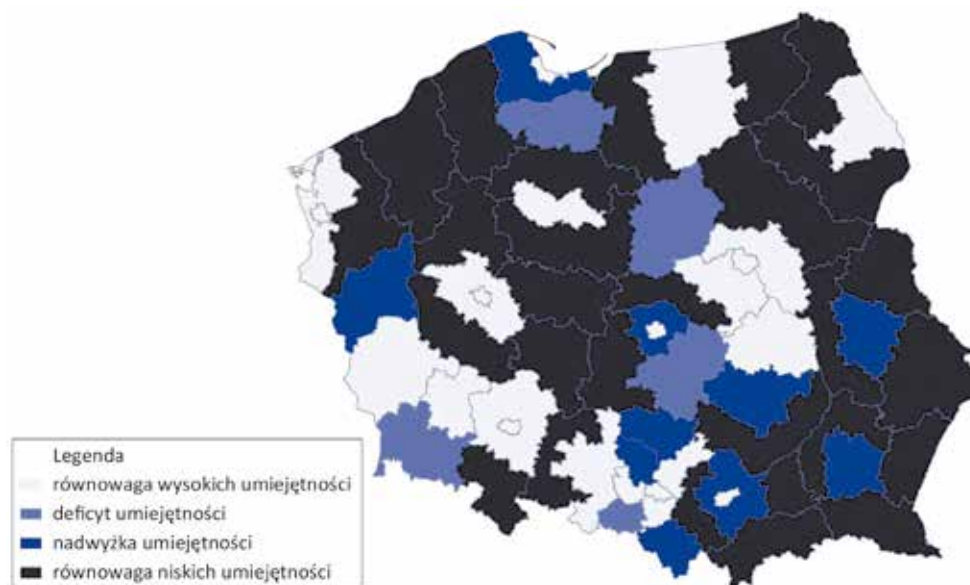 Legenda
równowaga wysokich umiejętności
deficyt umiejętności
nadwyżka umiejętności
równowaga niskich umiejętności